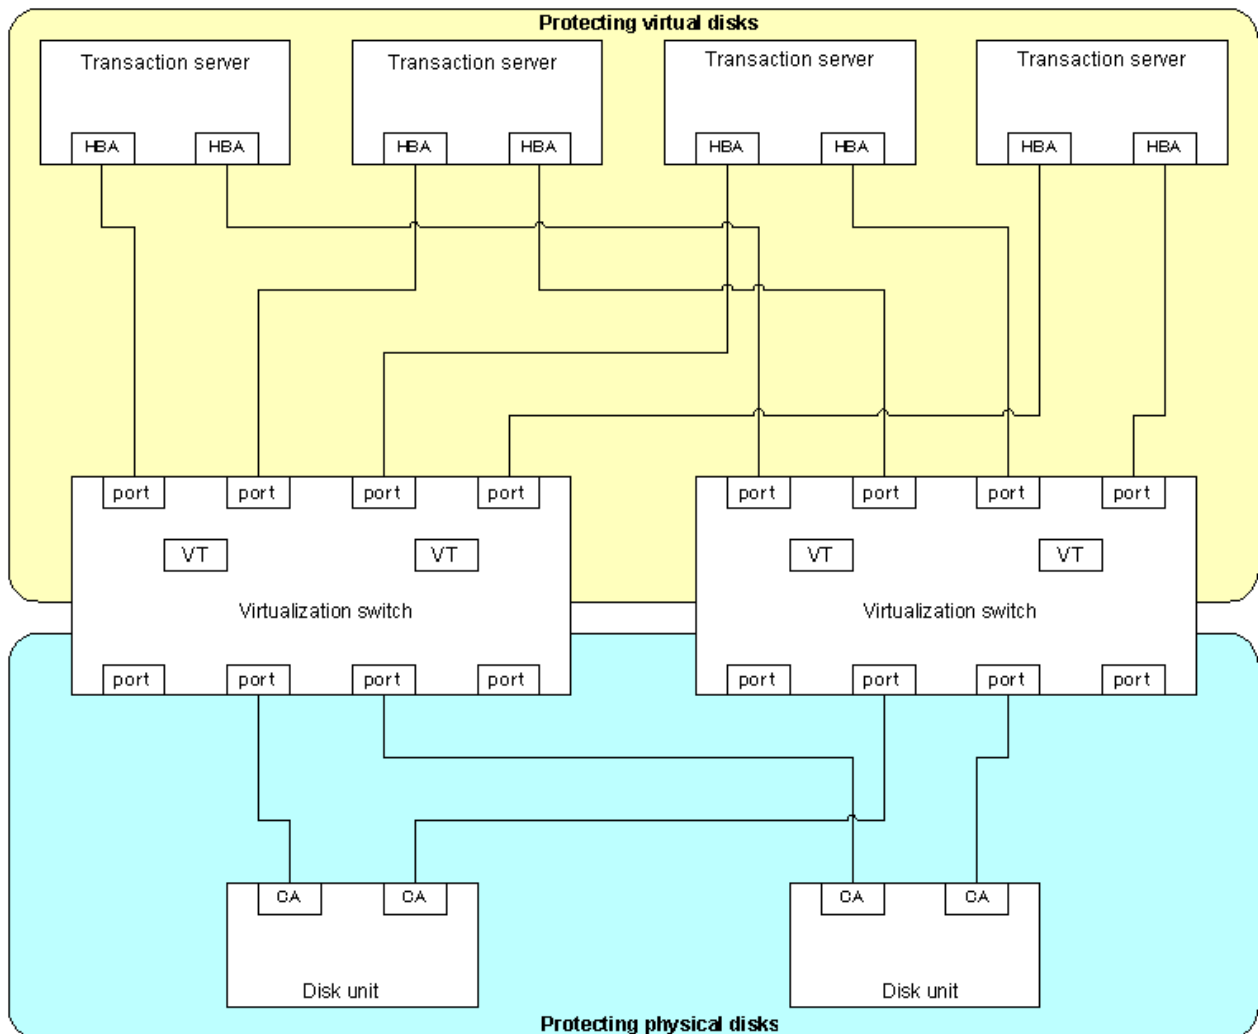 Protecting virtual disks
Transaction server
Transaction server
Transaction server
Transaction server
HBA
HBA
HBA
HBA
HBA
HBA
HBA
HBA
port
port
port
port
port
port
port
port
VT
VT
VT
VT
Virtualization switch
Virtualization switch
port
port
port
port
port
port
port
port
CA
CA
CA
CA
Disk unit
Disk unit
Protecting physical disks